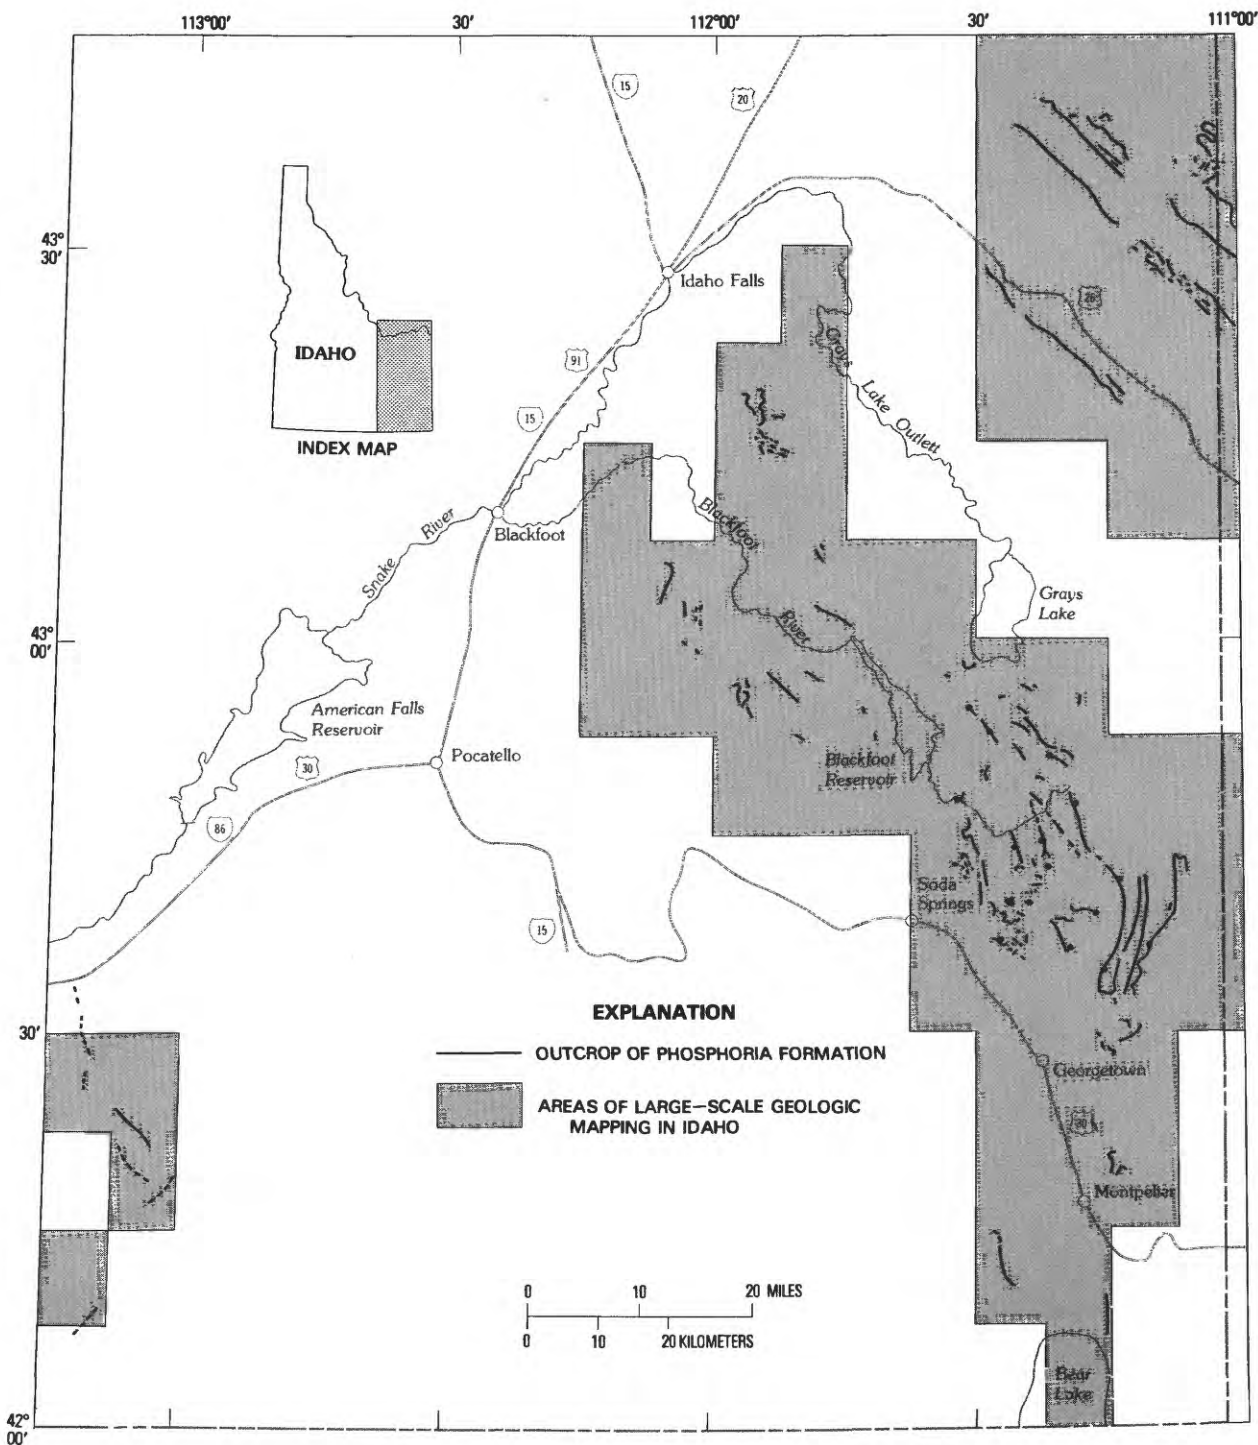 113°00'
30'
112°00'
30'
111°00'
15
20
43°
30'
Idaho Falls
26
IDAHO
INDEX MAP
91
15
Grays Lake Outlett
Snake River
Blackfoot
Blackfoot River
Grays
Lake
43°
00'
American Falls
Reservoir
30
Pocatello
Blackfoot
Reservoir
86
Soda
Springs
15
EXPLANATION
30'
OUTCROP OF PHOSPHORIA FORMATION
Georgetown
AREAS OF LARGE—SCALE GEOLOGIC
MAPPING IN IDAHO
30
Montpelier
0 10 20 MILES
0 10 20 KILOMETERS
Bear
Lake
42°
00'